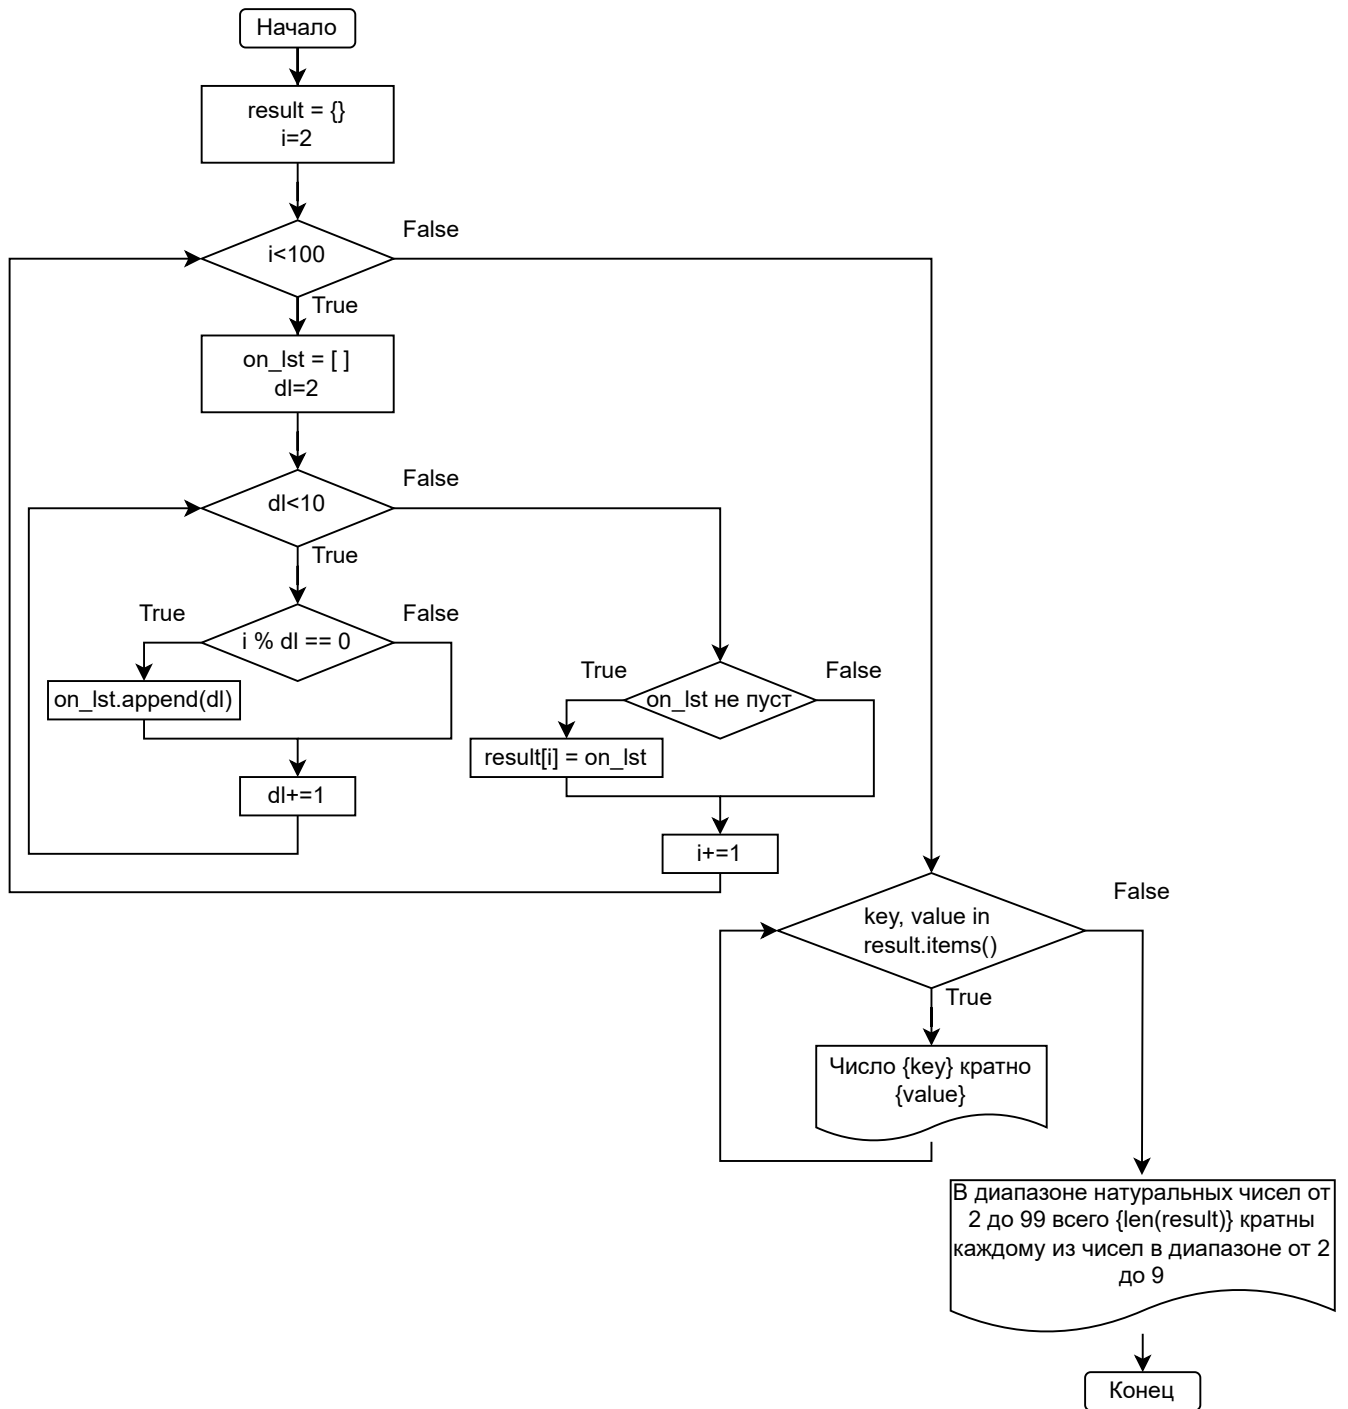 Начало
result = {}
i=2
False
i<100
True
on_lst = [ ]
dl=2
False
dl<10
True
True
False
i % dl == 0
on_lst.append(dl)
dl+=1
True
False
on_lst не пуст
result[i] = on_lst
i+=1
False
key, value in
result.items()
True
Число {key} кратно
{value}
В диапазоне натуральных чисел от
2 до 99 всего {len(result)} кратны
каждому из чисел в диапазоне от 2
до 9
Конец